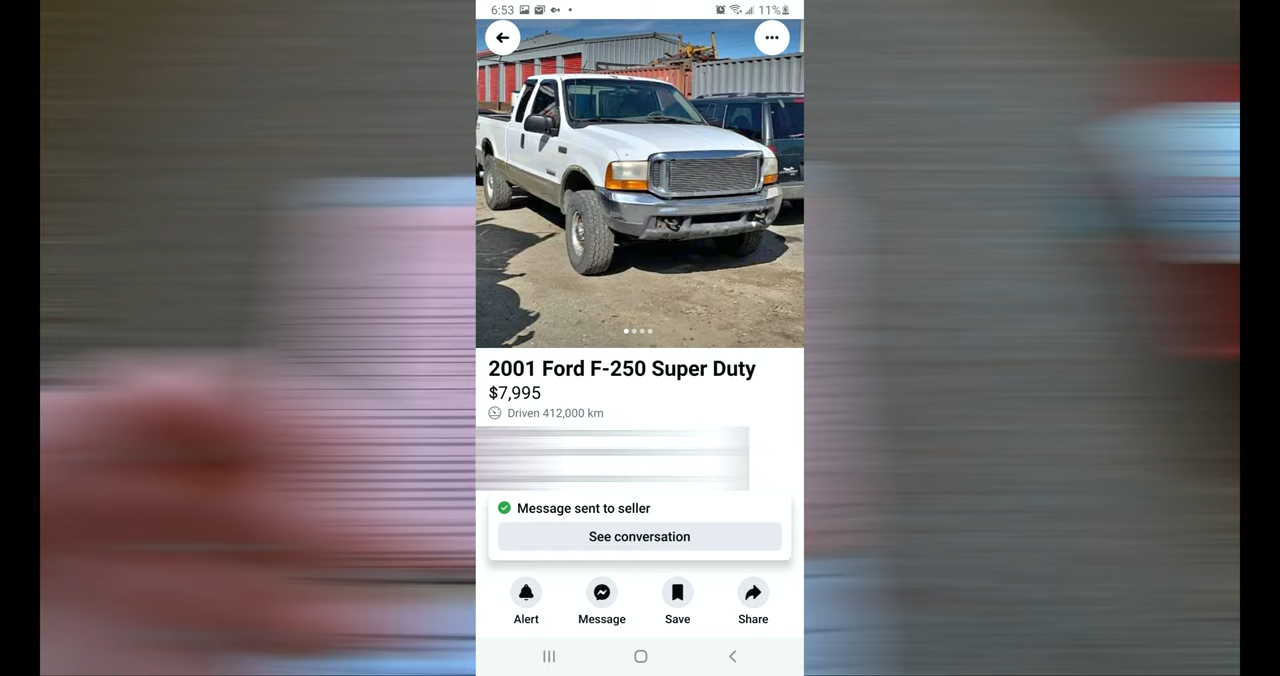 6:53
11%
2001 Ford F-250 Super Duty
$7,995
Driven 412,000 km
Message sent to seller
See conversation
Alert
Message
Save
Share